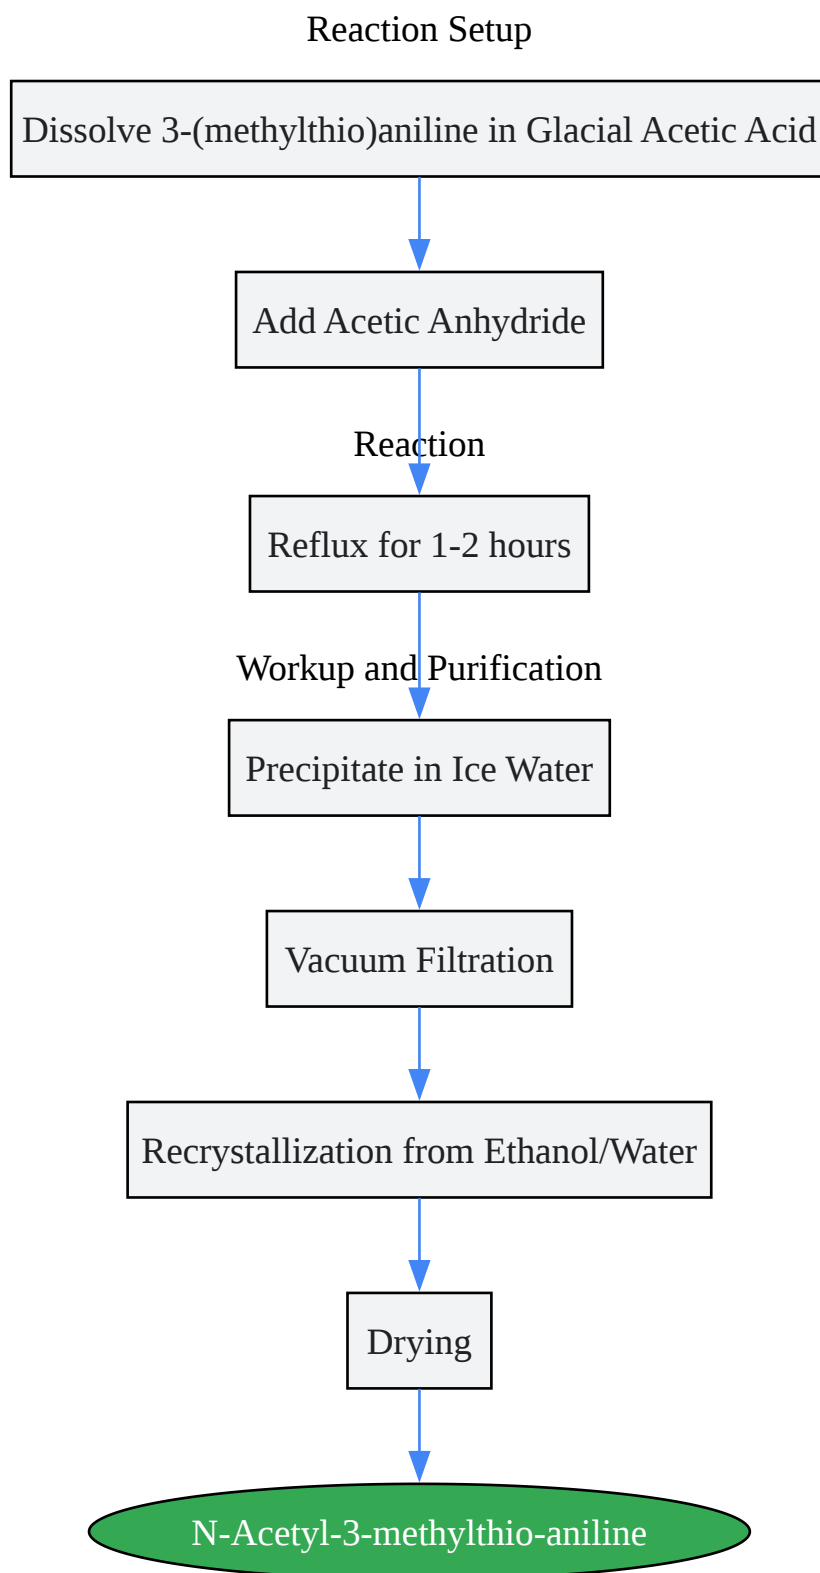 Reaction Setup
Dissolve 3-(methylthio)aniline in Glacial Acetic Acid
Add Acetic Anhydride
Reaction
Reflux for 1-2 hours
Workup and Purification
Precipitate in Ice Water
Vacuum Filtration
Recrystallization from Ethanol/Water
Drying
N-Acetyl-3-methylthio-aniline